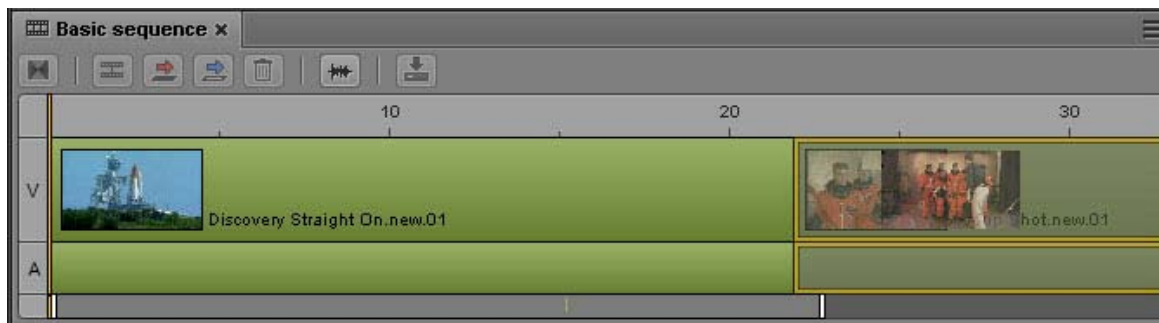 Basic sequence x
10 20 30
V
Discovery Straight On.new.01
hot.new.01
A